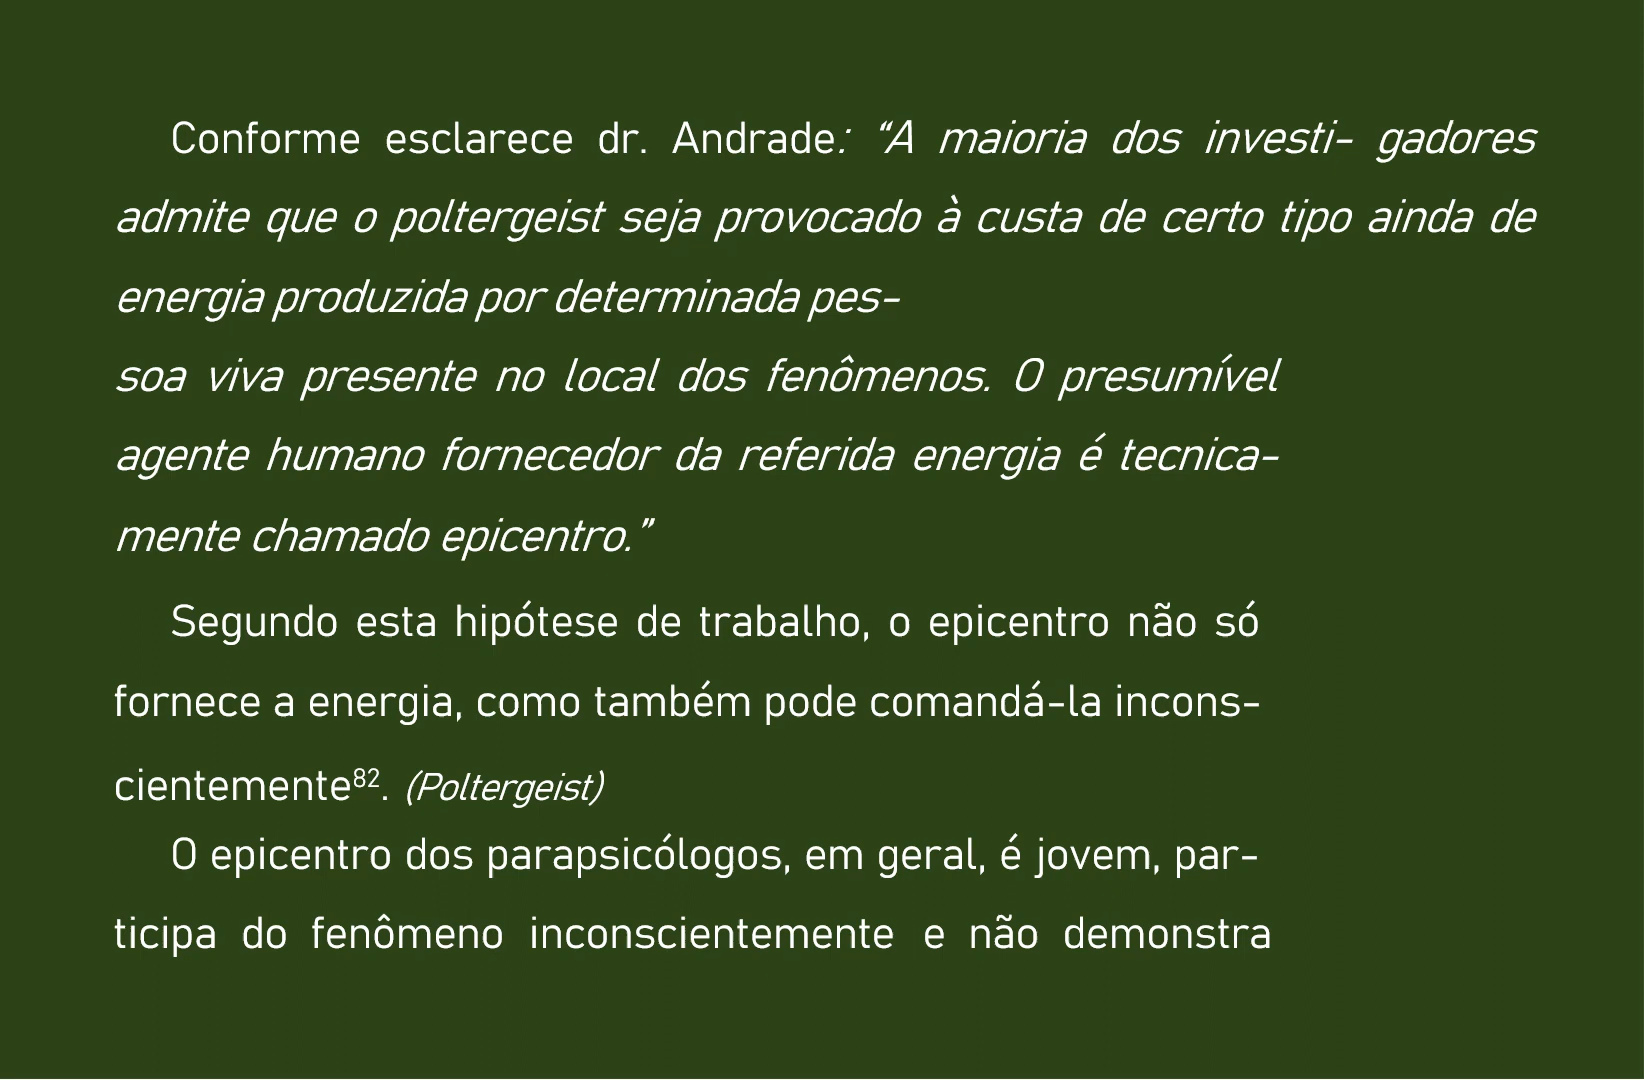 Conforme esclarece dr. Andrade: “A maioria dos investi- gadores
admite que o poltergeist seja provocado à custa de certo tipo ainda de
energia produzida por determinada pes-
soa viva presente no local dos fenômenos. O presumível
agente humano fornecedor da referida energia é tecnica-
mente chamado epicentro.”
Segundo esta hipótese de trabalho, o epicentro não só
fornece a energia, como também pode comandá-la incons-
cientemente⁸². (Poltergeist)
O epicentro dos parapsicólogos, em geral, é jovem, par-
ticipa do fenômeno inconscientemente e não demonstra